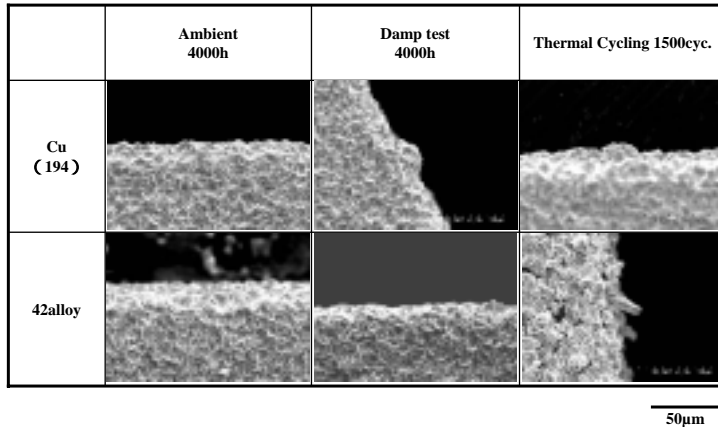 Ambient
4000h
Damp test
4000h
Thermal Cycling 1500cyc.
Cu
（194）
42alloy
50μm